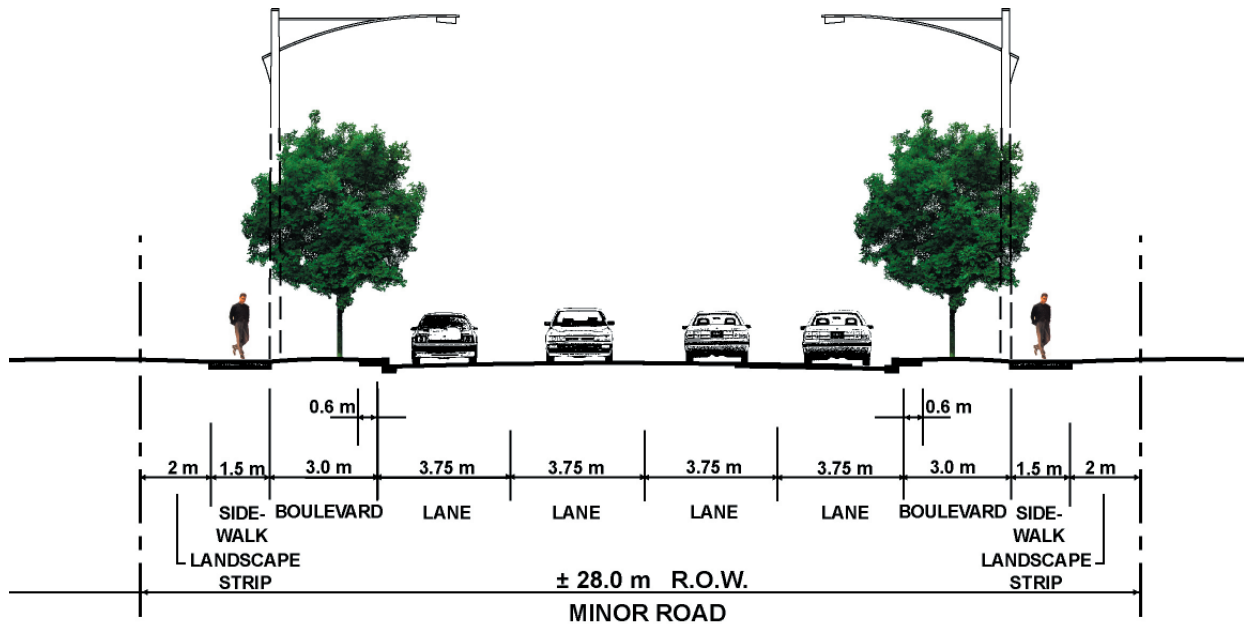 0.6 m 0.6 m
2 m 1.5 m 3.0 m 3.75 m 3.75 m 3.75 m 3.75 m 3.0 m 1.5 m 2 m
SIDE- BOULEVARD LANE LANE LANE LANE BOULEVARD SIDE-
WALK WALK
LANDSCAPE LANDSCAPE
STRIP STRIP
± 28.0 m R.O.W.
MINOR ROAD